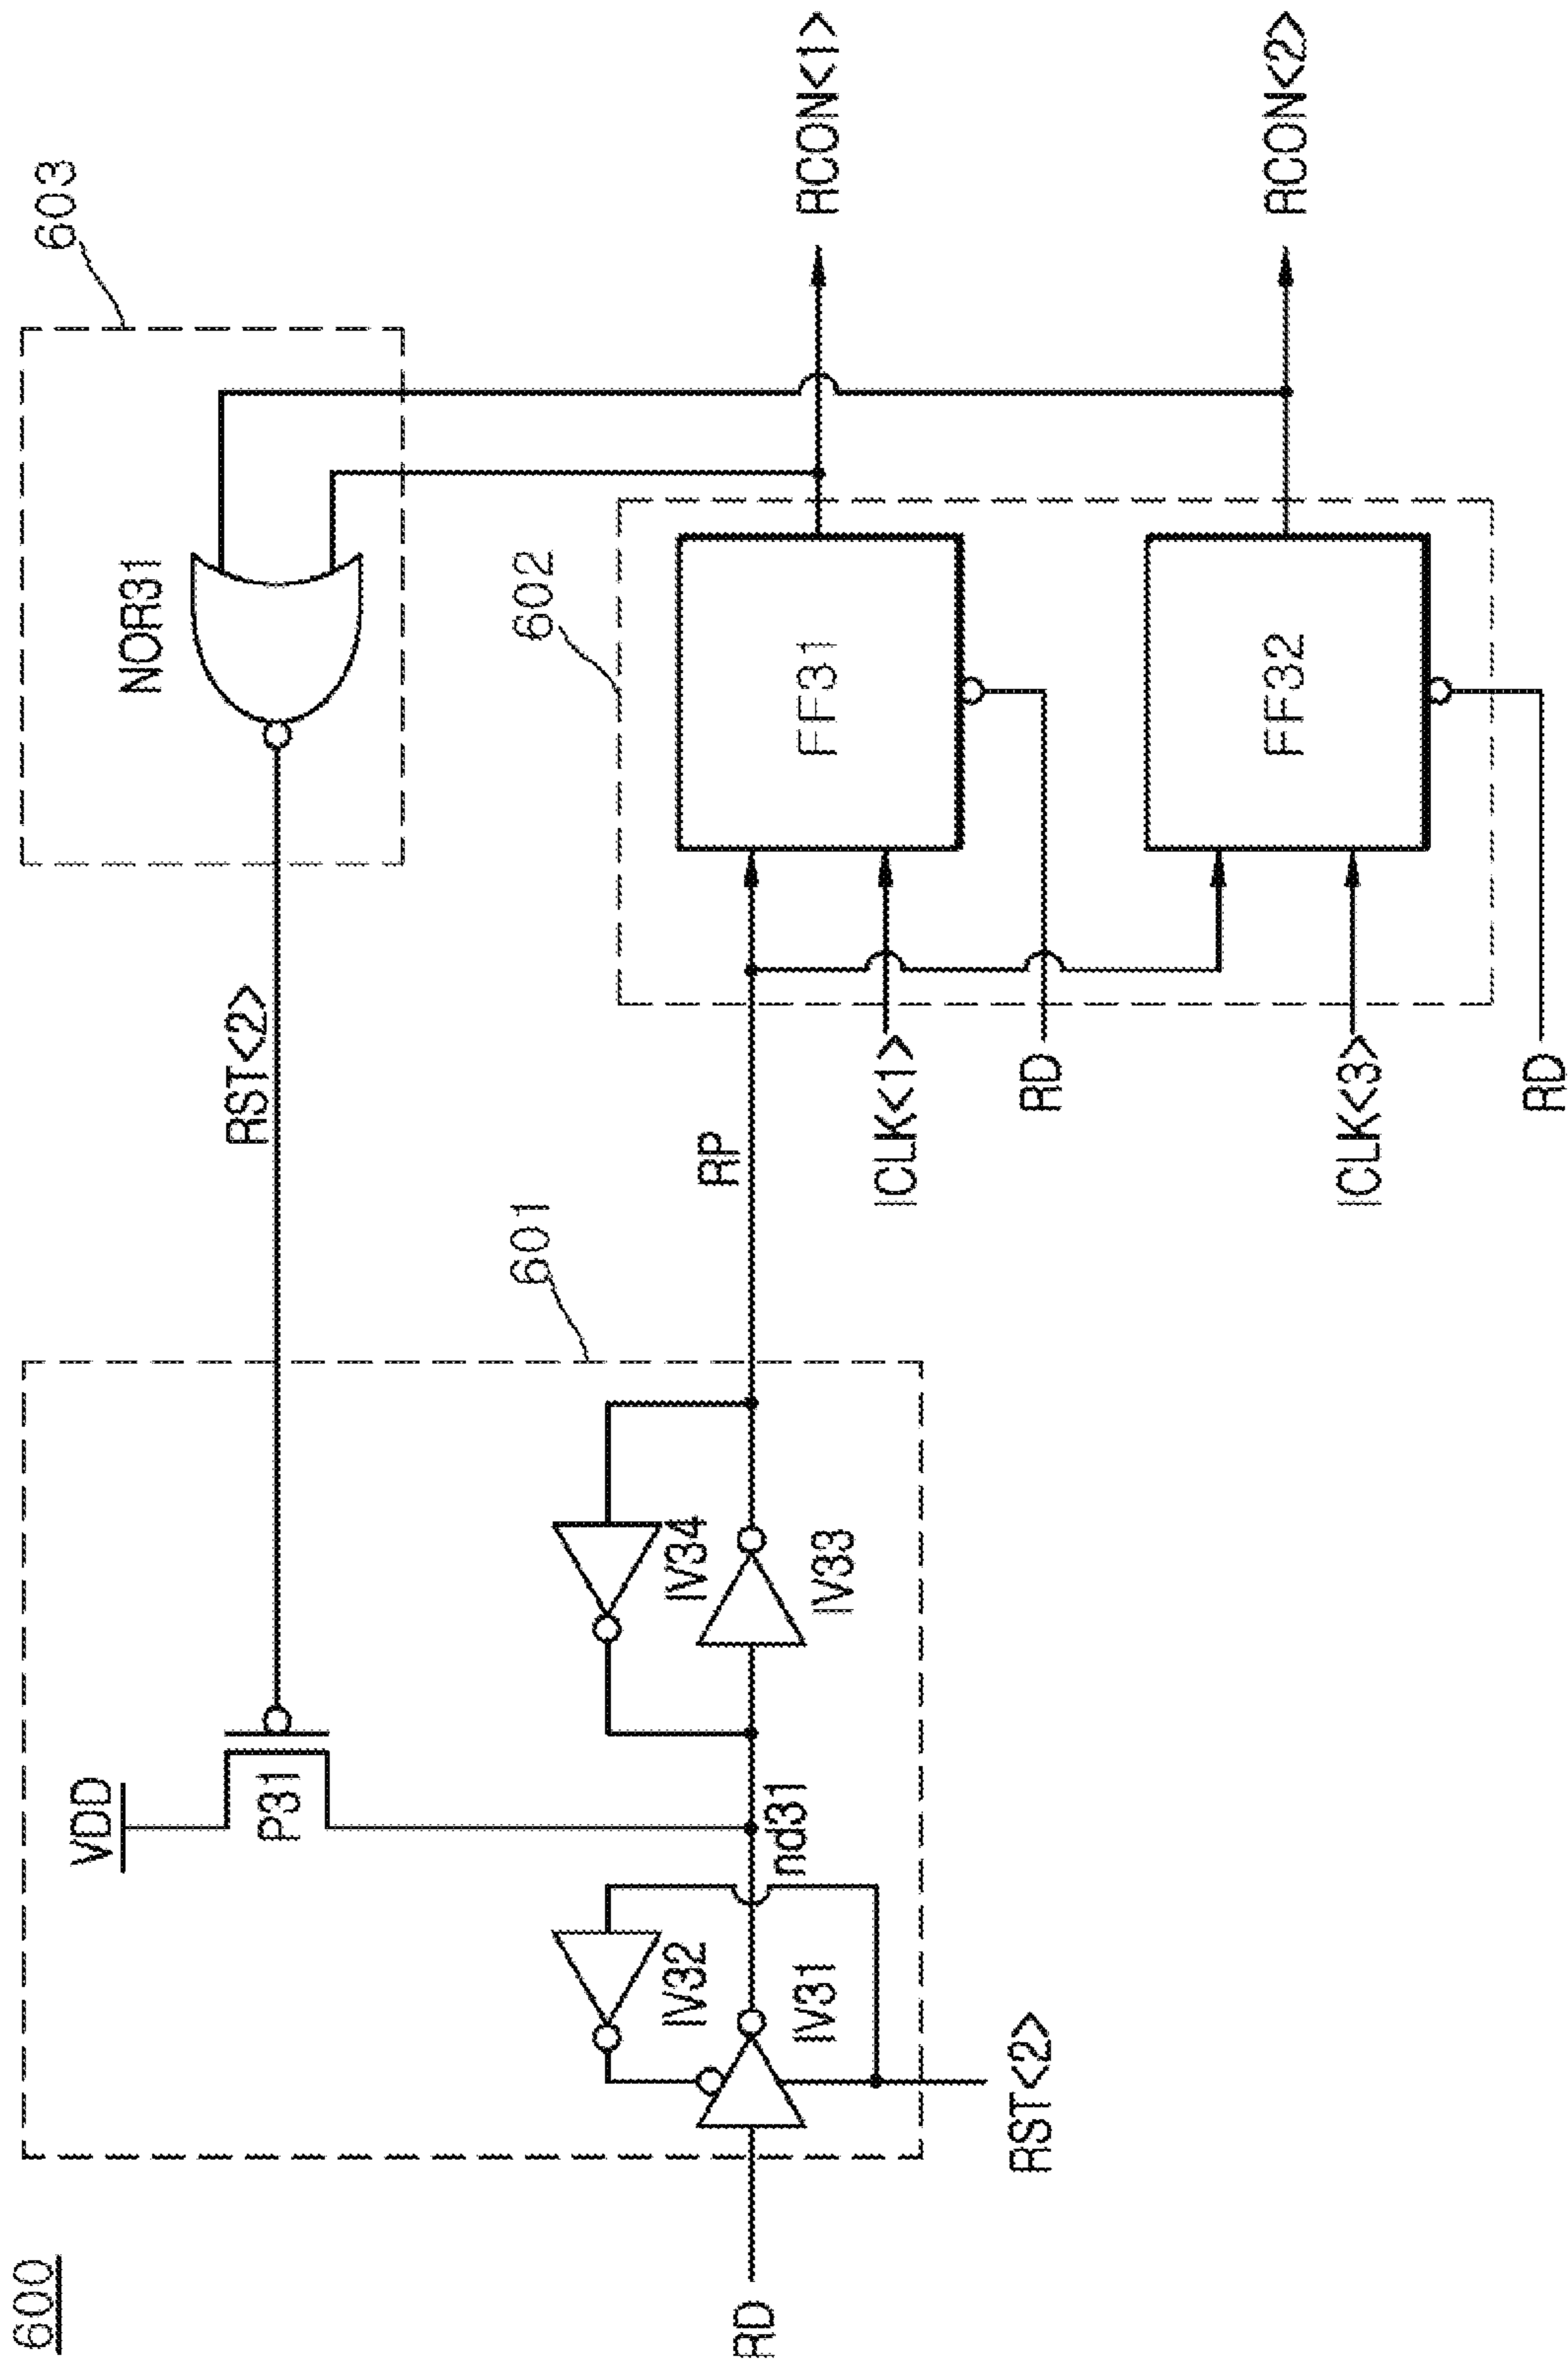 600
603
NOR31
RST<2>
VDD
P31
601
602
IV32
IV34
RD
IV31
nd31
IV33
RP
RST<2>
FF31
ICLK<1>
RD
RCON<1>
FF32
ICLK<3>
RD
RCON<2>